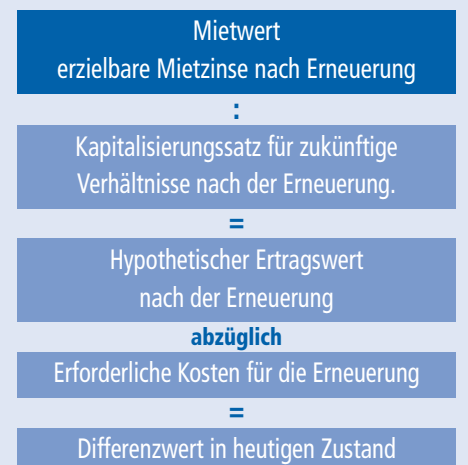 Mietwert
erzielbare Mietzinse nach Erneuerung
:
Kapitalisierungssatz für zukünftige
Verhältnisse nach der Erneuerung.
=
Hypothetischer Ertragswert
nach der Erneuerung
abzüglich
Erforderliche Kosten für die Erneuerung
=
Differenzwert in heutigen Zustand